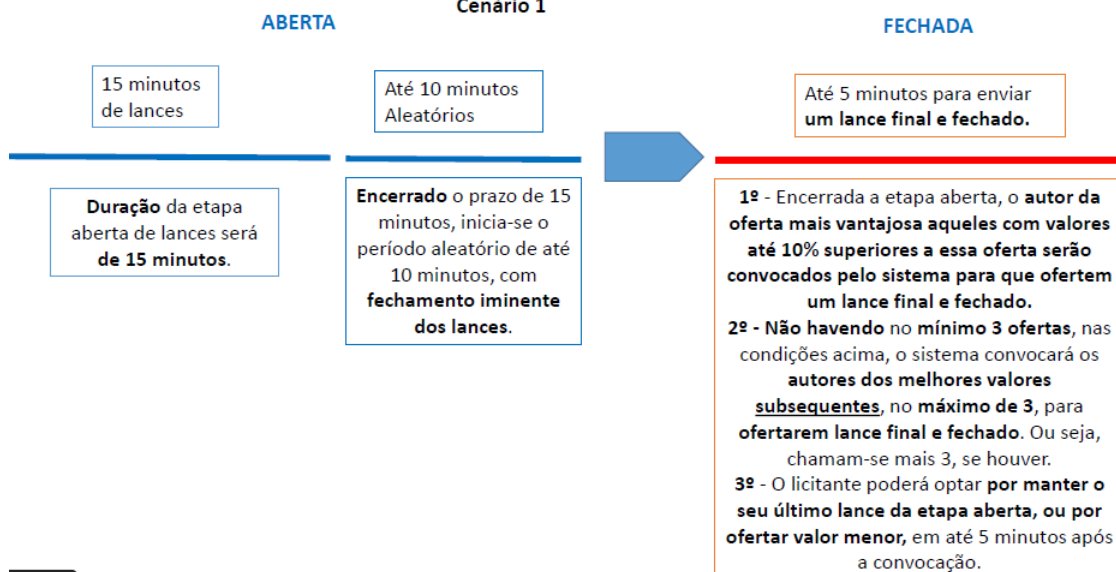 Cenário 1
ABERTA
15 minutos
de lances
Até 10 minutos
Aleatórios
Duração da etapa
aberta de lances será
de 15 minutos.
Encerrado o prazo de 15
minutos, inicia-se o
período aleatório de até
10 minutos, com
fechamento iminente
dos lances.
FECHADA
Até 5 minutos para enviar
um lance final e fechado.
1º - Encerrada a etapa aberta, o autor da
oferta mais vantajosa aqueles com valores
até 10% superiores a essa oferta serão
convocados pelo sistema para que ofertem
um lance final e fechado.
2º - Não havendo no mínimo 3 ofertas, nas
condições acima, o sistema convocará os
autores dos melhores valores
subsequentes, no máximo de 3, para
ofertarem lance final e fechado. Ou seja,
chamam-se mais 3, se houver.
3º - O licitante poderá optar por manter o
seu último lance da etapa aberta, ou por
ofertar valor menor, em até 5 minutos após
a convocação.